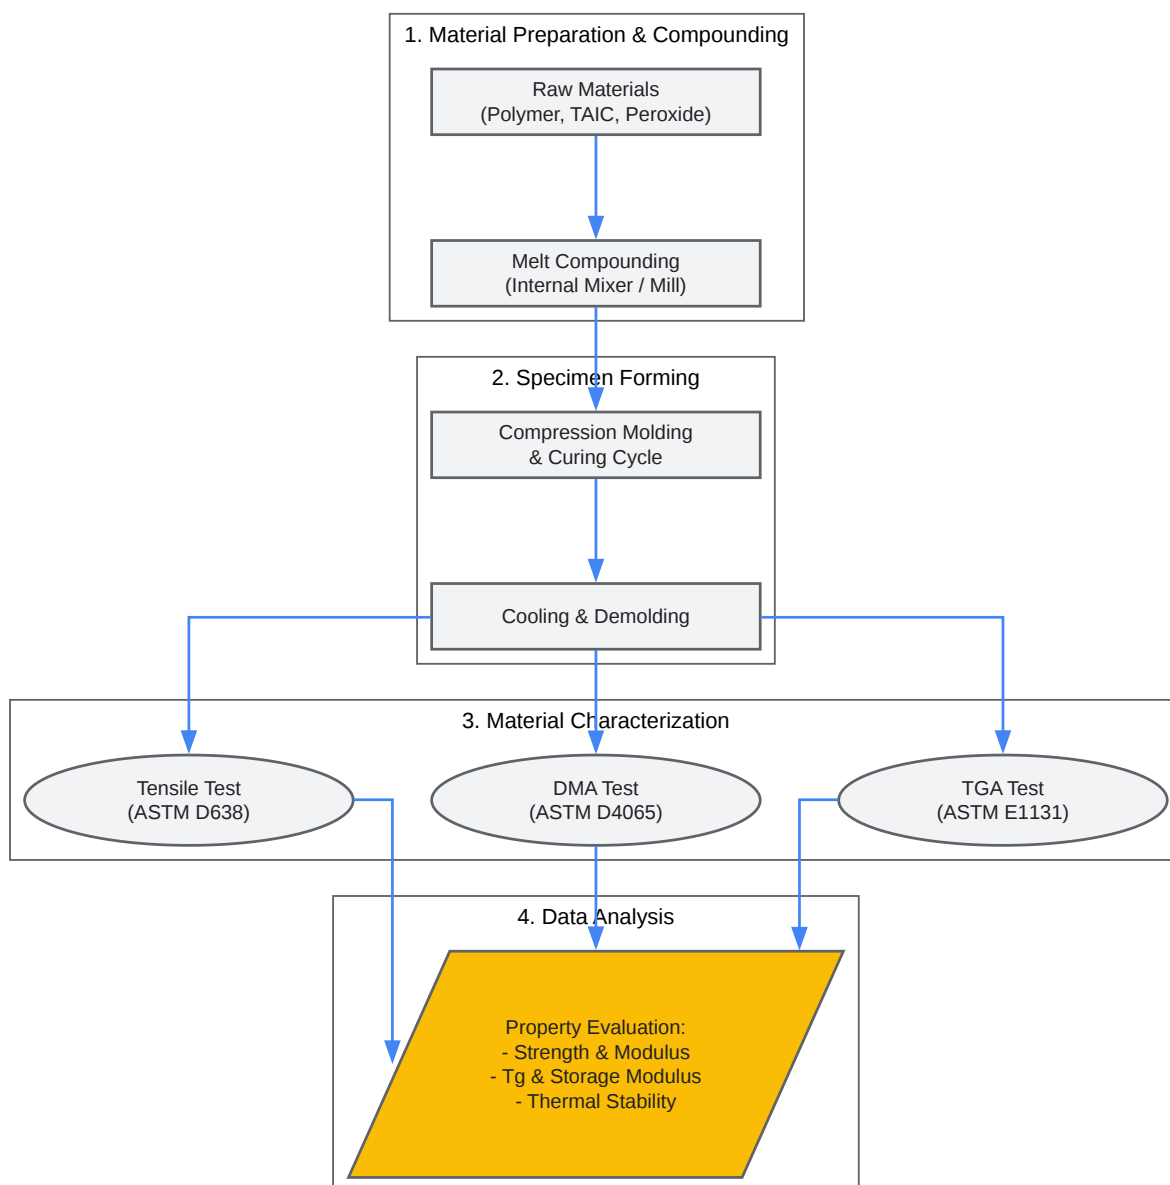 1. Material Preparation & Compounding
Raw Materials
(Polymer, TAIC, Peroxide)
Melt Compounding
(Internal Mixer / Mill)
2. Specimen Forming
Compression Molding
& Curing Cycle
Cooling & Demolding
3. Material Characterization
Tensile Test
(ASTM D638)
DMA Test
(ASTM D4065)
TGA Test
(ASTM E1131)
4. Data Analysis
Property Evaluation:
- Strength & Modulus
- Tg & Storage Modulus
- Thermal Stability